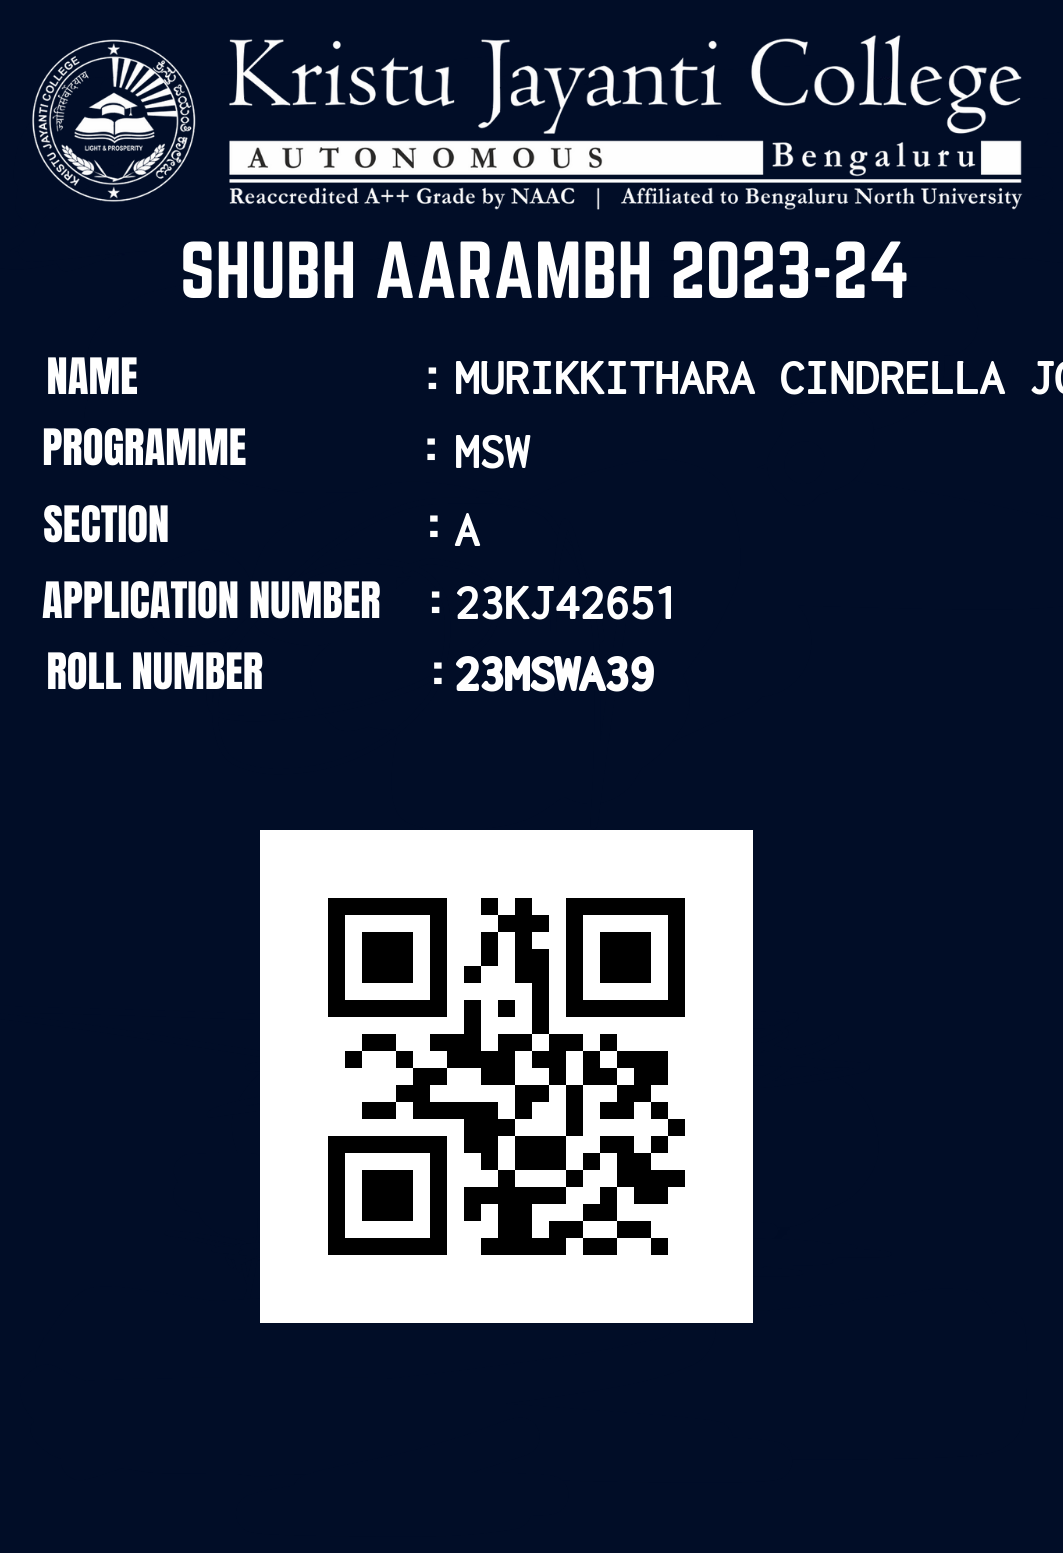 Kristu Jayanti College
AUTONOMOUS Bengaluru
Reaccredited A++ Grade by NAAC | Affiliated to Bengaluru North University
KRISTU JAYANTI COLLEGE
LIGHT & PROSPERITY
SHUBH AARAMBH 2023-24
NAME : MURIKKITHARA CINDRELLA JO
PROGRAMME : MSW
SECTION : A
APPLICATION NUMBER : 23KJ42651
ROLL NUMBER : 23MSWA39